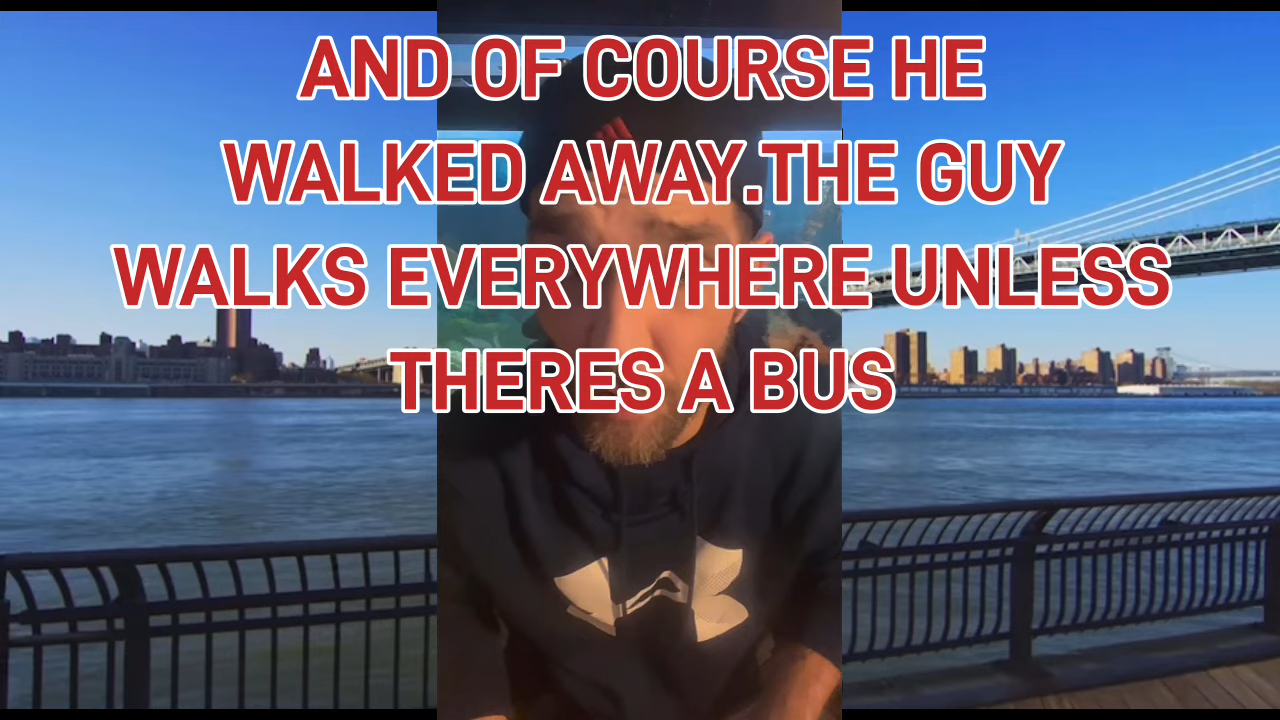 AND OF COURSE HE
WALKED AWAY.THE GUY
WALKS EVERYWHERE UNLESS
THERES A BUS